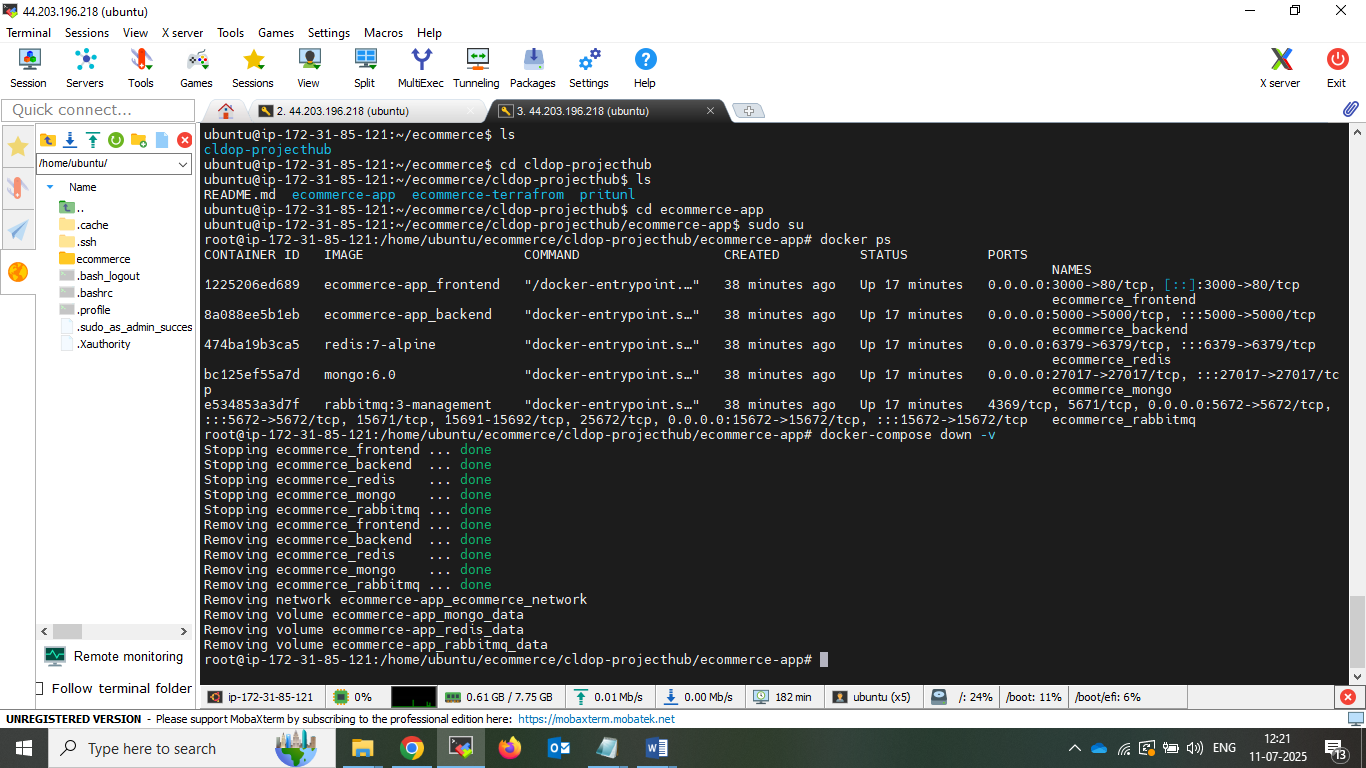 44.203.196.218 (ubuntu)
Terminal Sessions View X server Tools Games Settings Macros Help
Session Servers Tools Games Sessions View Split MultiExec Tunneling Packages Settings Help X server Exit
Quick connect...
2. 44.203.196.218 (ubuntu)
3. 44.203.196.218 (ubuntu)
/home/ubuntu/
Name
..
.cache
.ssh
ecommerce
.bash_logout
.bashrc
.profile
.sudo_as_admin_succes
.Xauthority
Remote monitoring
Follow terminal folder
ubuntu@ip-172-31-85-121:~/ecommerce$ ls
cldop-projecthub
ubuntu@ip-172-31-85-121:~/ecommerce$ cd cldop-projecthub
ubuntu@ip-172-31-85-121:~/ecommerce/cldop-projecthub$ ls
README.md ecommerce-app ecommerce-terrafrom pritunl
ubuntu@ip-172-31-85-121:~/ecommerce/cldop-projecthub$ cd ecommerce-app
ubuntu@ip-172-31-85-121:~/ecommerce/cldop-projecthub/ecommerce-app$ sudo su
root@ip-172-31-85-121:/home/ubuntu/ecommerce/cldop-projecthub/ecommerce-app# docker ps
CONTAINER ID IMAGE COMMAND CREATED STATUS PORTS
NAMES
1225206ed689 ecommerce-app_frontend "/docker-entrypoint.…" 38 minutes ago Up 17 minutes 0.0.0.0:3000->80/tcp, [::]:3000->80/tcp
ecommerce_frontend
8a088ee5b1eb ecommerce-app_backend "docker-entrypoint.s…" 38 minutes ago Up 17 minutes 0.0.0.0:5000->5000/tcp, :::5000->5000/tcp
ecommerce_backend
474ba19b3ca5 redis:7-alpine "docker-entrypoint.s…" 38 minutes ago Up 17 minutes 0.0.0.0:6379->6379/tcp, :::6379->6379/tcp
ecommerce_redis
bc125ef55a7d mongo:6.0 "docker-entrypoint.s…" 38 minutes ago Up 17 minutes 0.0.0.0:27017->27017/tcp, :::27017->27017/tc
p ecommerce_mongo
e534853a3d7f rabbitmq:3-management "docker-entrypoint.s…" 38 minutes ago Up 17 minutes 4369/tcp, 5671/tcp, 0.0.0.0:5672->5672/tcp,
:::5672->5672/tcp, 15671/tcp, 15691-15692/tcp, 25672/tcp, 0.0.0.0:15672->15672/tcp, :::15672->15672/tcp ecommerce_rabbitmq
root@ip-172-31-85-121:/home/ubuntu/ecommerce/cldop-projecthub/ecommerce-app# docker-compose down -v
Stopping ecommerce_frontend ... done
Stopping ecommerce_backend ... done
Stopping ecommerce_redis ... done
Stopping ecommerce_mongo ... done
Stopping ecommerce_rabbitmq ... done
Removing ecommerce_frontend ... done
Removing ecommerce_backend ... done
Removing ecommerce_redis ... done
Removing ecommerce_mongo ... done
Removing ecommerce_rabbitmq ... done
Removing network ecommerce-app_ecommerce_network
Removing volume ecommerce-app_mongo_data
Removing volume ecommerce-app_redis_data
Removing volume ecommerce-app_rabbitmq_data
root@ip-172-31-85-121:/home/ubuntu/ecommerce/cldop-projecthub/ecommerce-app#
ip-172-31-85-121 0% 0.61 GB / 7.75 GB 0.01 Mb/s 0.00 Mb/s 182 min ubuntu (x5) /: 24% /boot: 11% /boot/efi: 6%
UNREGISTERED VERSION - Please support MobaXterm by subscribing to the professional edition here: https://mobaxterm.mobatek.net
Type here to search
ENG
12:21
11-07-2025
13